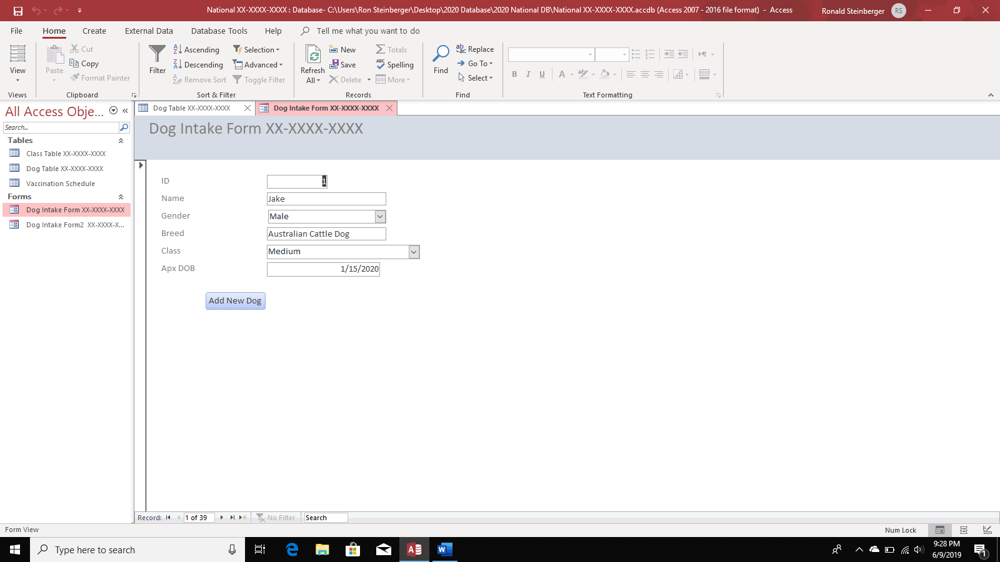 National XX-XXXX-XXXX : Database- C:\Users\Ron Steinberger\Desktop\2020 Database\2020 National DB\National XX-XXXX-XXXX.accdb (Access 2007 - 2016 file format) - Access
Ronald Steinberger RS
File Home Create External Data Database Tools Help Tell me what you want to do
View
Views
Paste
Cut
Copy
Format Painter
Clipboard
Filter
Ascending
Descending
Remove Sort
Selection
Advanced
Toggle Filter
Sort & Filter
Refresh
All
New
Save
Delete
Totals
Spelling
More
Records
Find
Replace
Go To
Select
Find
B I U A
Text Formatting
All Access Obje...
Search...
Tables
Class Table XX-XXXX-XXXX
Dog Table XX-XXXX-XXXX
Vaccination Schedule
Forms
Dog Intake Form XX-XXXX-XXXX
Dog Intake Form2 XX-XXXX-X...
Dog Table XX-XXXX-XXXX
Dog Intake Form XX-XXXX-XXXX
Dog Intake Form XX-XXXX-XXXX
ID 1
Name Jake
Gender Male
Breed Australian Cattle Dog
Class Medium
Apx DOB 1/15/2020
Add New Dog
Record: 1 of 39 No Filter Search
Form View
Num Lock
Type here to search
9:28 PM
6/9/2019
1